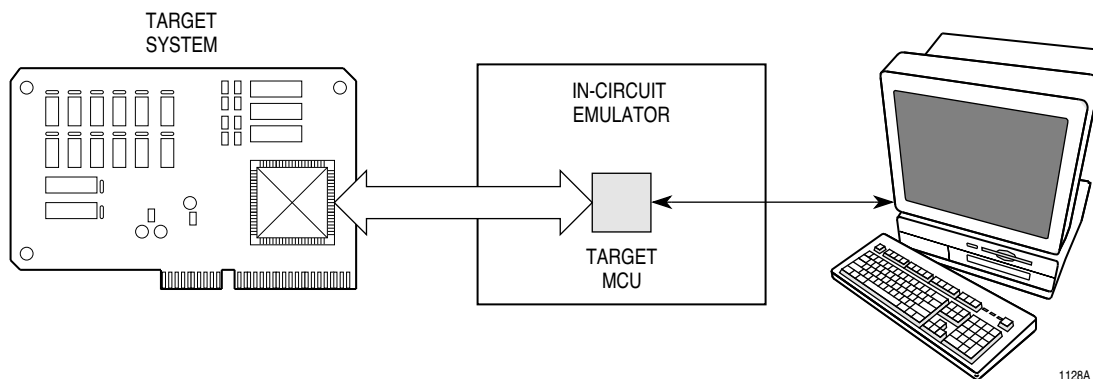 TARGET
SYSTEM
IN-CIRCUIT
EMULATOR
TARGET
MCU
1128A